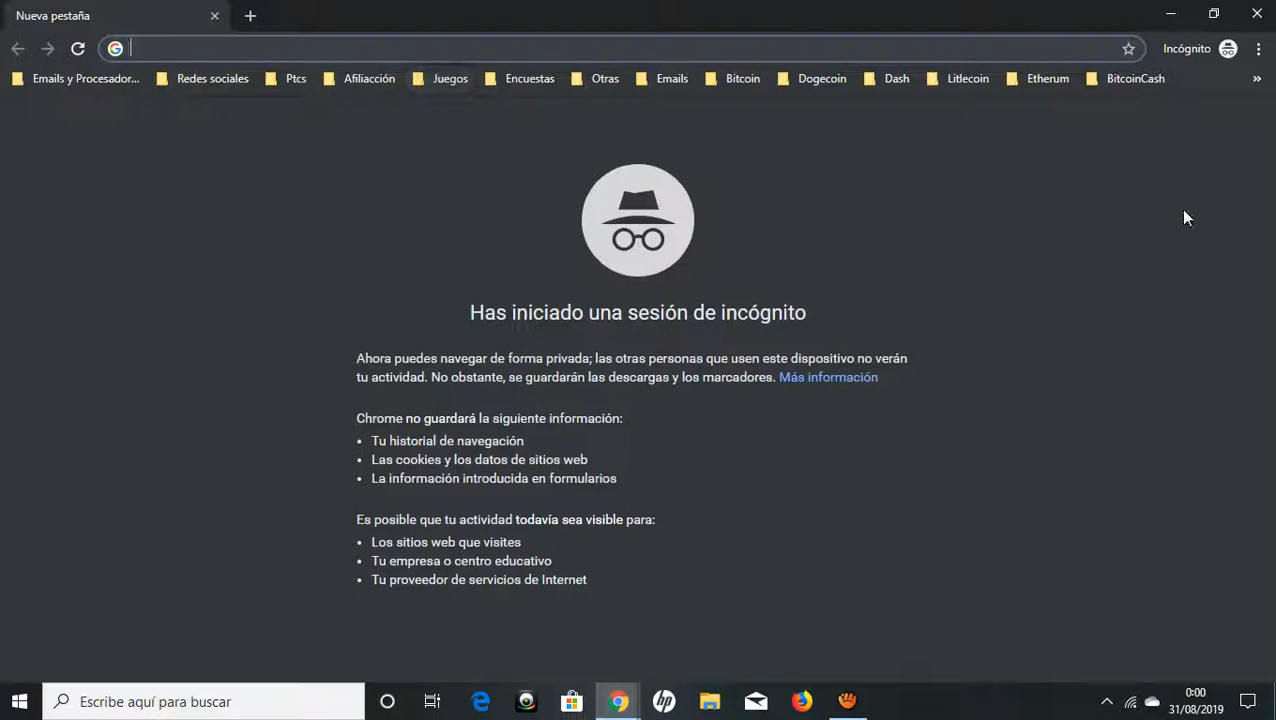 Nueva pestaña
Incógnito
Emails y Procesador... Redes sociales Ptcs Afiliacción Juegos Encuestas Otras Emails Bitcoin Dogecoin Dash Litlecoin Etherum BitcoinCash »
Has iniciado una sesión de incógnito
Ahora puedes navegar de forma privada; las otras personas que usen este dispositivo no verán
tu actividad. No obstante, se guardarán las descargas y los marcadores. Más información
Chrome no guardará la siguiente información:
• Tu historial de navegación
• Las cookies y los datos de sitios web
• La información introducida en formularios
Es posible que tu actividad todavía sea visible para:
• Los sitios web que visites
• Tu empresa o centro educativo
• Tu proveedor de servicios de Internet
Escribe aquí para buscar
hp
0:00
31/08/2019